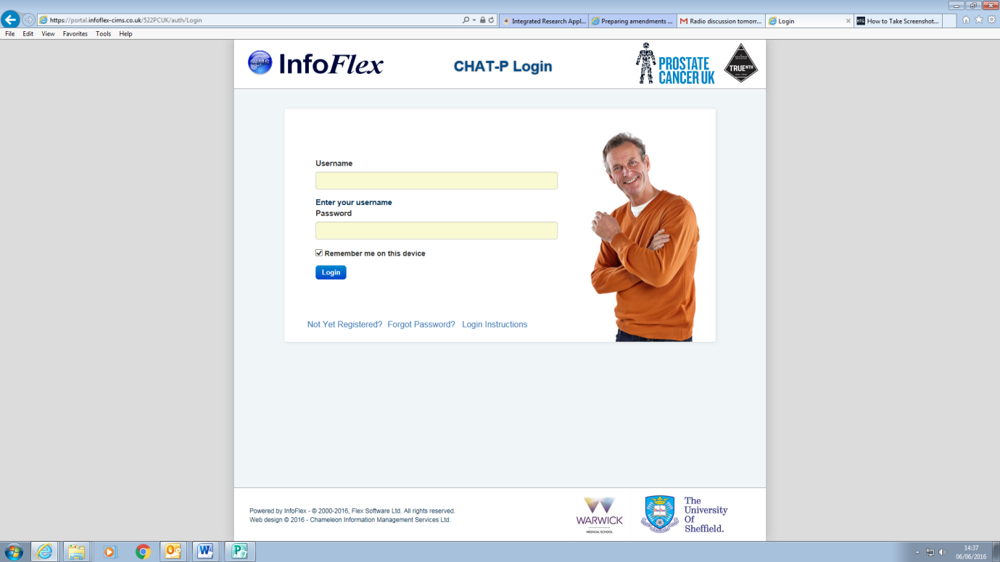 https://portal.infoflex-cims.co.uk/522PCUK/auth/Login
Integrated Research Appl...
Preparing amendments ...
Radio discussion tomorr...
Login
How to Take Screenshot...
File Edit View Favorites Tools Help
CIMS InfoFlex
CHAT-P Login
PROSTATE
CANCER UK
TRUENTH
Username
Enter your username
Password
Remember me on this device
Login
Not Yet Registered? Forgot Password? Login Instructions
Powered by InfoFlex - © 2000-2016, Flex Software Ltd. All rights reserved.
Web design © 2016 - Chameleon Information Management Services Ltd.
WARWICK
MEDICAL SCHOOL
The
University
Of
Sheffield.
14:37
06/06/2016